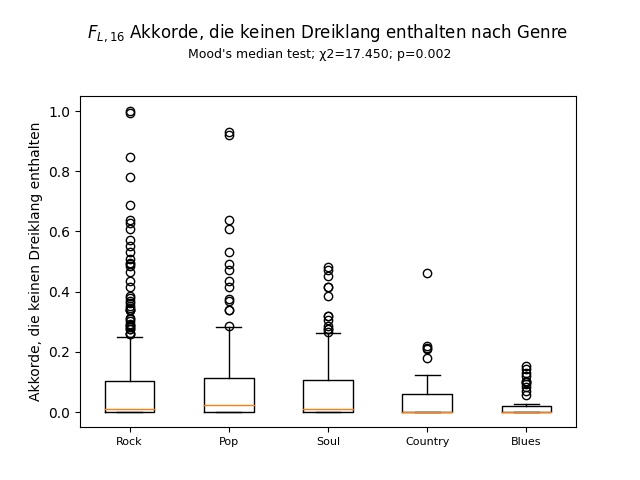 F_{L, 16} Akkorde, die keinen Dreiklang enthalten nach Genre
Mood's median test; χ2=17.450; p=0.002
Akkorde, die keinen Dreiklang enthalten
1.0
0.8
0.6
0.4
0.2
0.0
Rock Pop Soul Country Blues